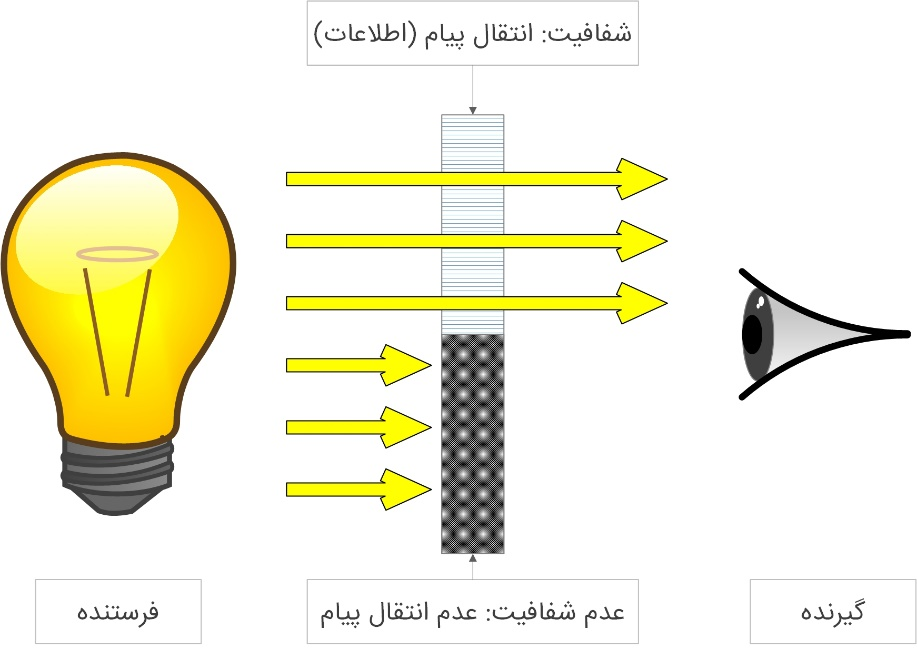 شفافیت: انتقال پیام (اطلاعات)
فرستنده
عدم شفافیت: عدم انتقال پیام
گیرنده